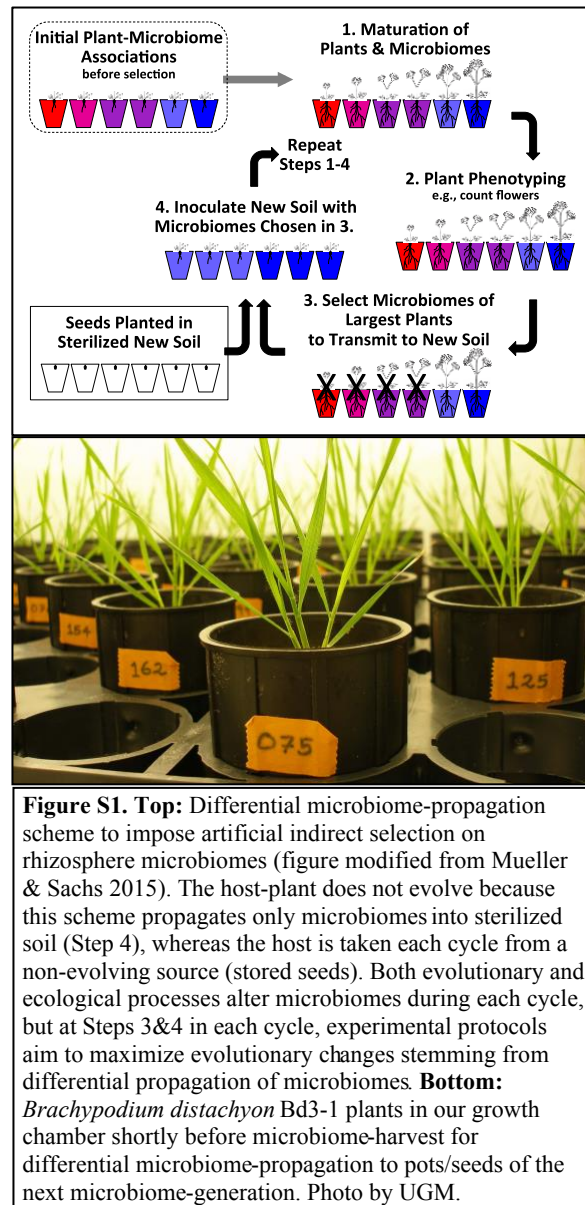 Initial Plant-Microbiome
Associations
before selection
1. Maturation of
Plants & Microbiomes
Repeat
Steps 1-4
2. Plant Phenotyping
e.g., count flowers
4. Inoculate New Soil with
Microbiomes Chosen in 3.
Seeds Planted in
Sterilized New Soil
3. Select Microbiomes of
Largest Plants
to Transmit to New Soil
154
162
075
125
Figure S1. Top: Differential microbiome-propagation
scheme to impose artificial indirect selection on
rhizosphere microbiomes (figure modified from Mueller
& Sachs 2015). The host-plant does not evolve because
this scheme propagates only microbiomes into sterilized
soil (Step 4), whereas the host is taken each cycle from a
non-evolving source (stored seeds). Both evolutionary and
ecological processes alter microbiomes during each cycle,
but at Steps 3&4 in each cycle, experimental protocols
aim to maximize evolutionary changes stemming from
differential propagation of microbiomes. Bottom:
Brachypodium distachyon Bd3-1 plants in our growth
chamber shortly before microbiome-harvest for
differential microbiome-propagation to pots/seeds of the
next microbiome-generation. Photo by UGM.